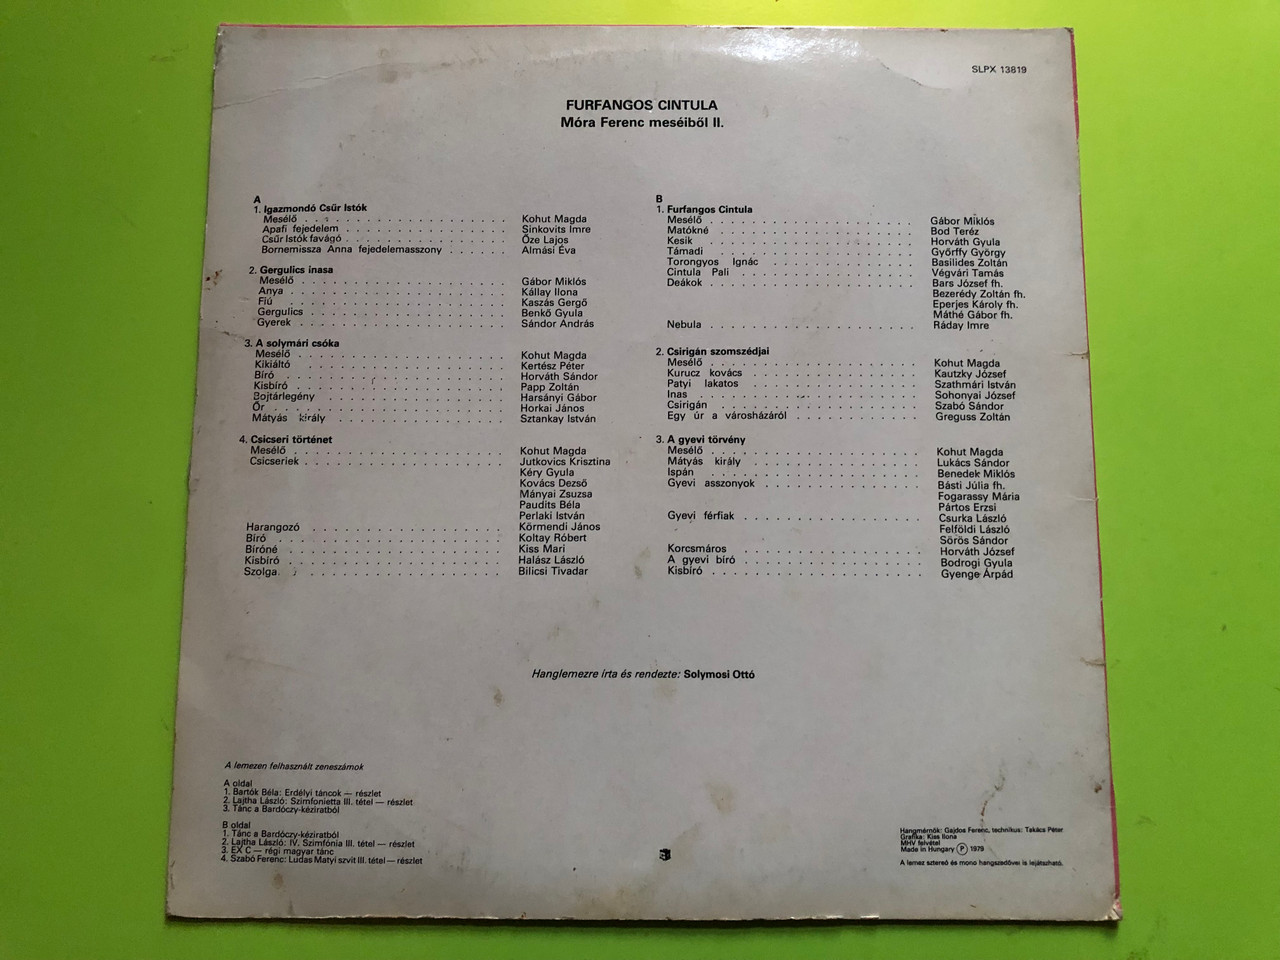 SLPX 13819
FURFANGOS CINTULA
Móra Ferenc meséiből II.
A
1. Igazmondó Csűr Istók
Mesélő . . . . . . . . . . . . . . . . . . . Kohut Magda
Apafi fejedelem . . . . . . . . . . . . . . . Sinkovits Imre
Csűr Istók favágó . . . . . . . . . . . . . . . Őze Lajos
Bornemissza Anna fejedelemasszony . . . . . . Almási Éva
2. Gergulics inasa
Mesélő . . . . . . . . . . . . . . . . . . . Gábor Miklós
Anya . . . . . . . . . . . . . . . . . . . . Kállay Ilona
Fiú . . . . . . . . . . . . . . . . . . . . Kaszás Gergő
Gergulics . . . . . . . . . . . . . . . . . . Benkő Gyula
Gyerek . . . . . . . . . . . . . . . . . . . Sándor András
3. A solymári csóka
Mesélő . . . . . . . . . . . . . . . . . . . Kohut Magda
Kikiáltó . . . . . . . . . . . . . . . . . . . Kertész Péter
Bíró . . . . . . . . . . . . . . . . . . . . Horváth Sándor
Kisbíró . . . . . . . . . . . . . . . . . . . Papp Zoltán
Bojtárlegény . . . . . . . . . . . . . . . . . Harsányi Gábor
Őr . . . . . . . . . . . . . . . . . . . . . Horkai János
Mátyás király . . . . . . . . . . . . . . . . Sztankay István
4. Csicseri történet
Mesélő . . . . . . . . . . . . . . . . . . . Kohut Magda
Csicseriek . . . . . . . . . . . . . . . . . . Jutkovics Krisztina
Kéry Gyula
Kovács Dezső
Mányai Zsuzsa
Paudits Béla
Perlaki István
Harangozó . . . . . . . . . . . . . . . . . . Körmendi János
Bíró . . . . . . . . . . . . . . . . . . . . Koltay Róbert
Bíróné . . . . . . . . . . . . . . . . . . . Kiss Mari
Kisbíró . . . . . . . . . . . . . . . . . . . Halász László
Szolga . . . . . . . . . . . . . . . . . . . Bilicsi Tivadar
B
1. Furfangos Cintula
Mesélő . . . . . . . . . . . . . . . . . . . Gábor Miklós
Matókné . . . . . . . . . . . . . . . . . . Bod Teréz
Kesik . . . . . . . . . . . . . . . . . . . Horváth Gyula
Támadi . . . . . . . . . . . . . . . . . . Győrffy György
Torongyos Ignác . . . . . . . . . . . . . . Basilides Zoltán
Cintula Pali . . . . . . . . . . . . . . . . Végvári Tamás
Deákok . . . . . . . . . . . . . . . . . . Bars József fh.
Bezerédy Zoltán fh.
Eperjes Károly fh.
Máthé Gábor fh.
Nebula . . . . . . . . . . . . . . . . . . . Ráday Imre
2. Csirigán szomszédjai
Mesélő . . . . . . . . . . . . . . . . . . . Kohut Magda
Kurucz kovács . . . . . . . . . . . . . . . Kautzky József
Patyi lakatos . . . . . . . . . . . . . . . . Szathmári István
Inas . . . . . . . . . . . . . . . . . . . . Sohonyai József
Csirigán . . . . . . . . . . . . . . . . . . Szabó Sándor
Egy úr a városházáról . . . . . . . . . . . . Greguss Zoltán
3. A gyevi törvény
Mesélő . . . . . . . . . . . . . . . . . . . Kohut Magda
Mátyás király . . . . . . . . . . . . . . . . Lukács Sándor
Ispán . . . . . . . . . . . . . . . . . . . Benedek Miklós
Gyevi asszonyok . . . . . . . . . . . . . . Básti Júlia fh.
Fogarassy Mária
Pártos Erzsi
Gyevi férfiak . . . . . . . . . . . . . . . . Csurka László
Felföldi László
Sörös Sándor
Korcsmáros . . . . . . . . . . . . . . . . Horváth József
A gyevi bíró . . . . . . . . . . . . . . . . Bodrogi Gyula
Kisbíró . . . . . . . . . . . . . . . . . . . Gyenge Árpád
Hanglemezre írta és rendezte: Solymosi Ottó
A lemezen felhasznált zeneszámok
A oldal
1. Bartók Béla: Erdélyi táncok — részlet
2. Lajtha László: Szimfonietta III. tétel — részlet
3. Tánc a Bardóczy-kéziratból
B oldal
1. Tánc a Bardóczy-kéziratból
2. Lajtha László: IV. Szimfónia III. tétel — részlet
3. EX C — régi magyar tánc
4. Szabó Ferenc: Ludas Matyi szvit III. tétel — részlet
Hangmérnök: Gajdos Ferenc, technikus: Takács Péter
Grafika: Kiss Ilona
MHV felvétel
Made in Hungary Ⓟ 1979
A lemez sztereó és mono hangszedővel is lejátszható.